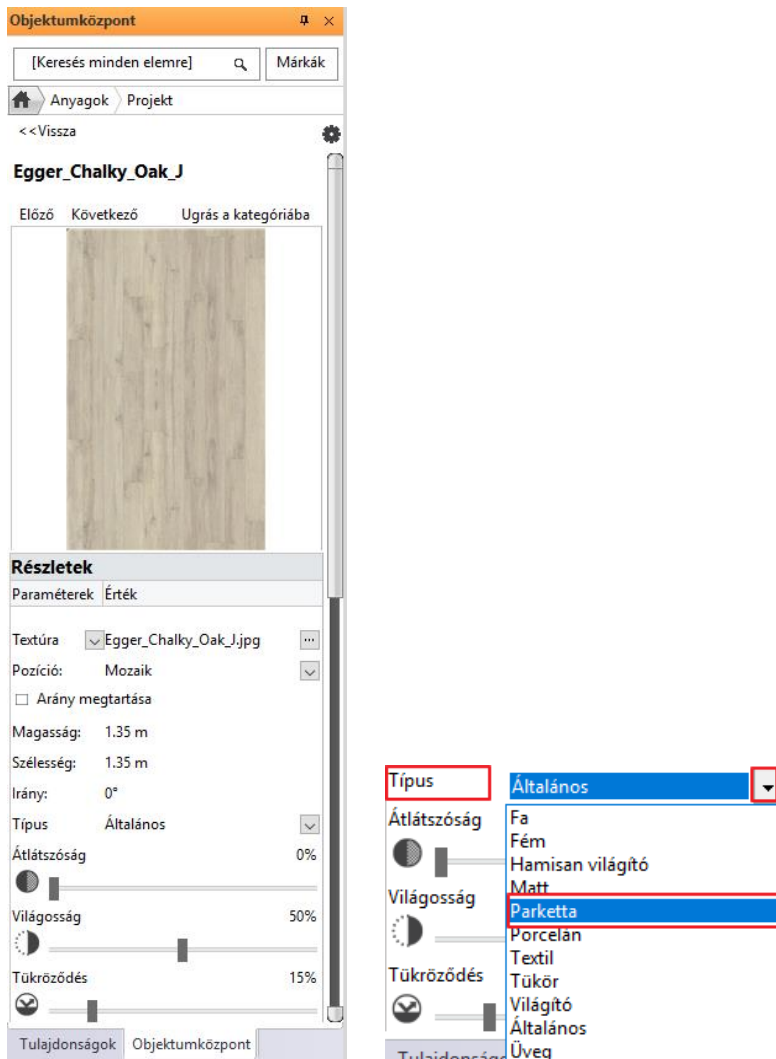 Objektumközpont
[Keresés minden elemre] Márkák
Anyagok Projekt
<<Vissza
Egger_Chalky_Oak_J
Előző Következő Ugrás a kategóriába
Részletek
Paraméterek Érték
Textúra Egger_Chalky_Oak_J.jpg ...
Pozíció: Mozaik
Arány megtartása
Magasság: 1.35 m
Szélesség: 1.35 m
Irány: 0°
Típus Általános
Átlátszóság 0%
Világosság 50%
Tükröződés 15%
Tulajdonságok Objektumközpont
Típus Általános
Átlátszóság Fa
Fém
Hamisan világító
Matt
Világosság Parketta
Porcelán
Textil
Tükröződés Tükör
Világító
Általános
Üveg